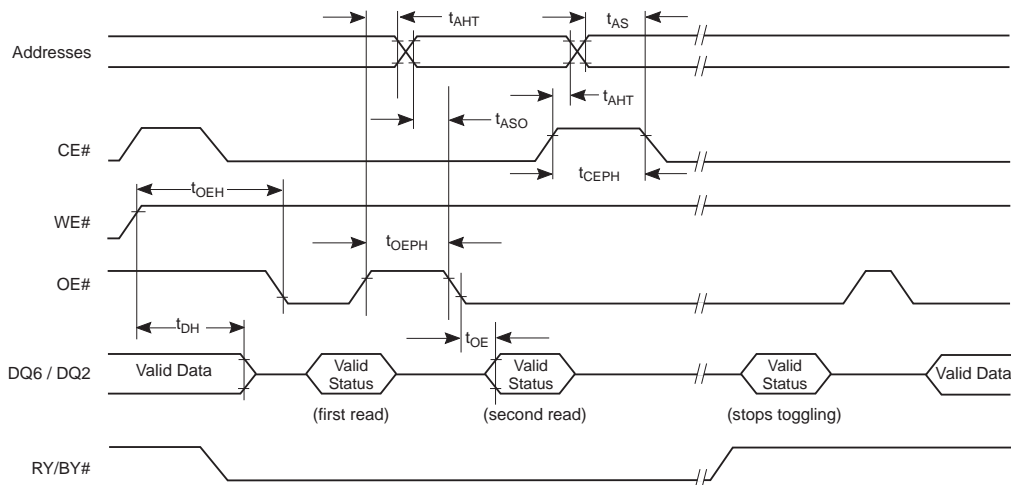 tAHT
tAS
Addresses
tAHT
tASO
CE#
tCEPH
tOEH
WE#
tOEPH
OE#
tDH
tOE
DQ6 / DQ2
Valid Data
Valid
Status
Valid
Status
Valid
Status
Valid Data
(first read)
(second read)
(stops toggling)
RY/BY#